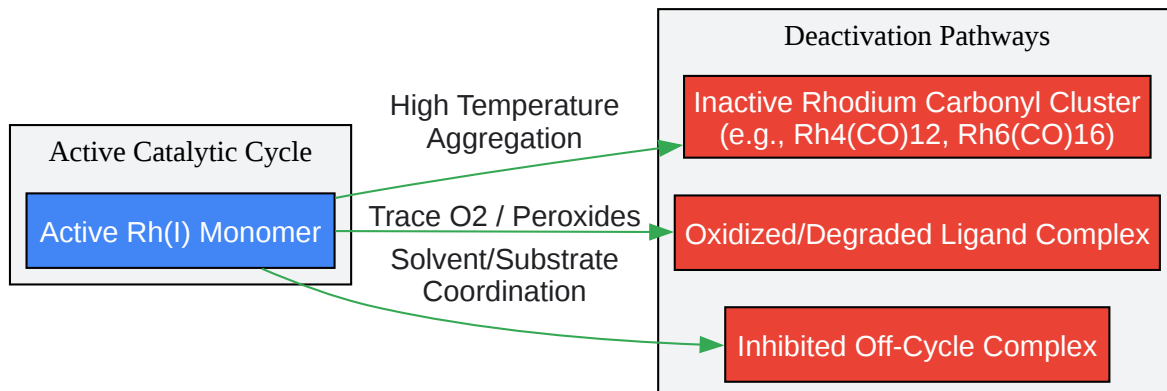 Deactivation Pathways
Inactive Rhodium Carbonyl Cluster
(e.g., Rh4(CO)12, Rh6(CO)16)
High Temperature
Aggregation
Active Catalytic Cycle
Active Rh(I) Monomer
Trace O2 / Peroxides
Oxidized/Degraded Ligand Complex
Solvent/Substrate
Coordination
Inhibited Off-Cycle Complex